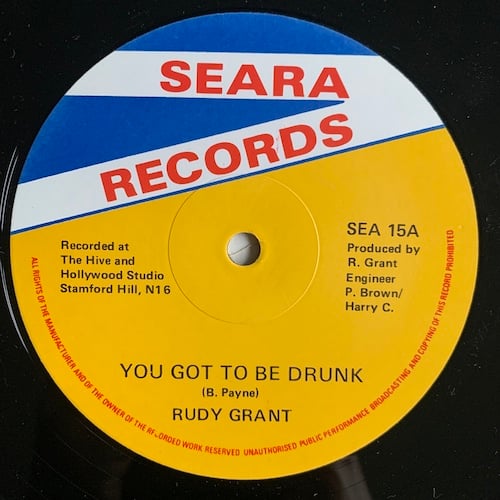 SEARA
RECORDS
Recorded at
The Hive and
Hollywood Studio
Stamford Hill, N16
SEA 15A
Produced by
R. Grant
Engineer
P. Brown/
Harry C.
YOU GOT TO BE DRUNK
(B. Payne)
RUDY GRANT
ALL RIGHTS OF THE MANUFACTURER AND OF THE OWNER OF THE RECORDED WORK RESERVED UNAUTHORISED PUBLIC PERFORMANCE BROADCASTING AND COPYING OF THIS RECORD PROHIBITED